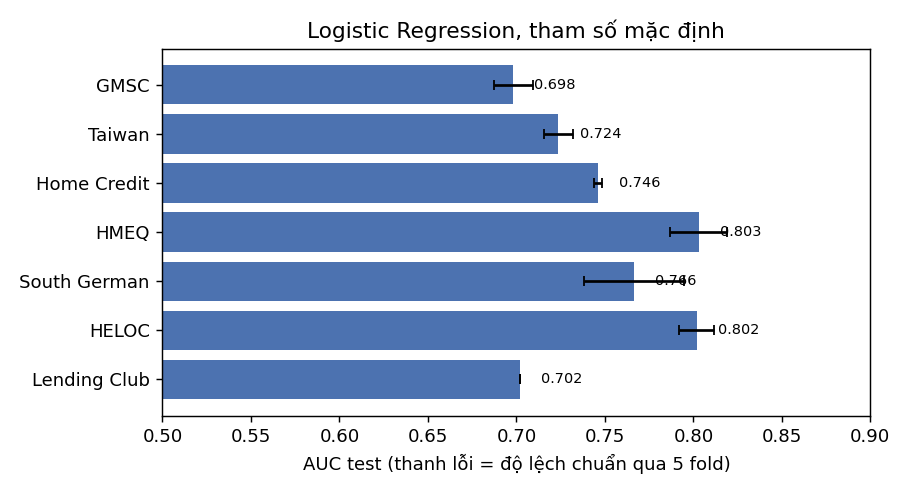 Logistic Regression, tham số mặc định
GMSC 0.698
Taiwan 0.724
Home Credit 0.746
HMEQ 0.803
South German 0.766
HELOC 0.802
Lending Club 0.702
0.50 0.55 0.60 0.65 0.70 0.75 0.80 0.85 0.90
AUC test (thanh lỗi = độ lệch chuẩn qua 5 fold)